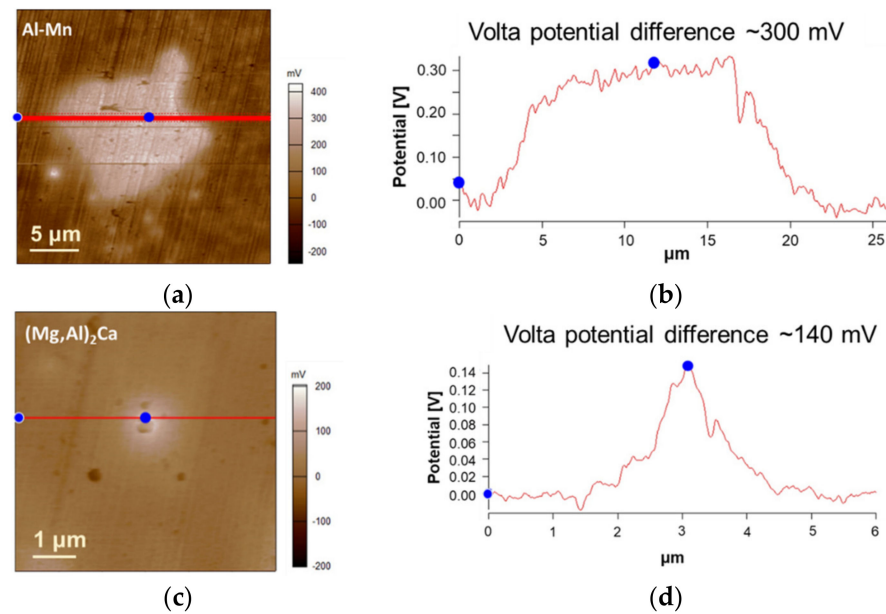 Al-Mn
mV
400
300
200
100
0
-100
-200
5 µm
(a)
Volta potential difference ~300 mV
Potential [V]
0.30
0.20
0.10
0.00
0 5 10 15 20 25
µm
(b)
(Mg,Al)₂Ca
mV
200
100
0
-100
-200
1 µm
(c)
Volta potential difference ~140 mV
Potential [V]
0.14
0.12
0.10
0.08
0.06
0.04
0.02
0.00
0 1 2 3 4 5 6
µm
(d)